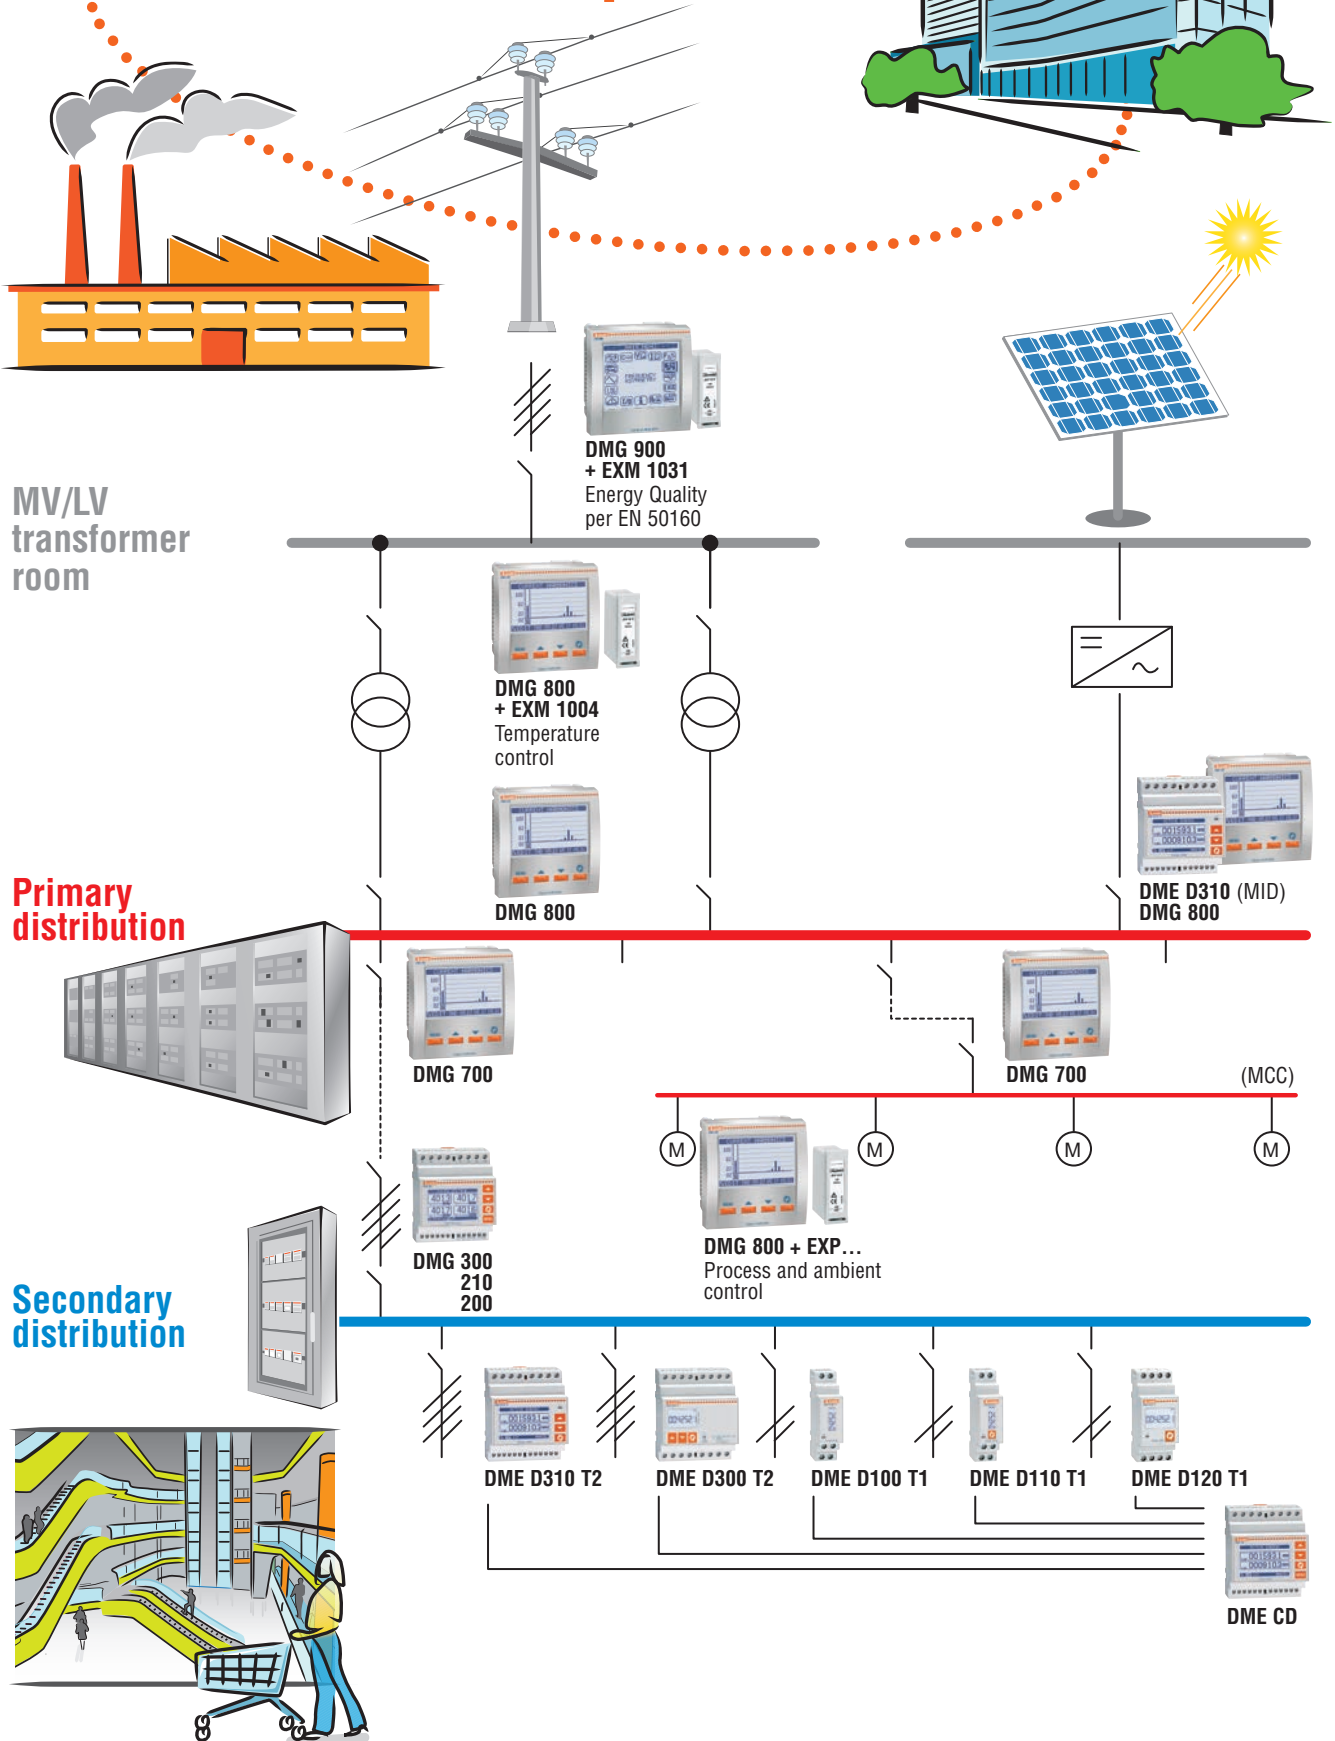 DMG 900
+ EXM 1031
Energy Quality
per EN 50160
MV/LV
transformer
room
DMG 800
+ EXM 1004
Temperature
control
DMG 800
DME D310 (MID)
DMG 800
Primary
distribution
DMG 700
DMG 700
(MCC)
M
M
M
M
DMG 300
210
200
DMG 800 + EXP...
Process and ambient
control
Secondary
distribution
DME D310 T2
DME D300 T2
DME D100 T1
DME D110 T1
DME D120 T1
DME CD